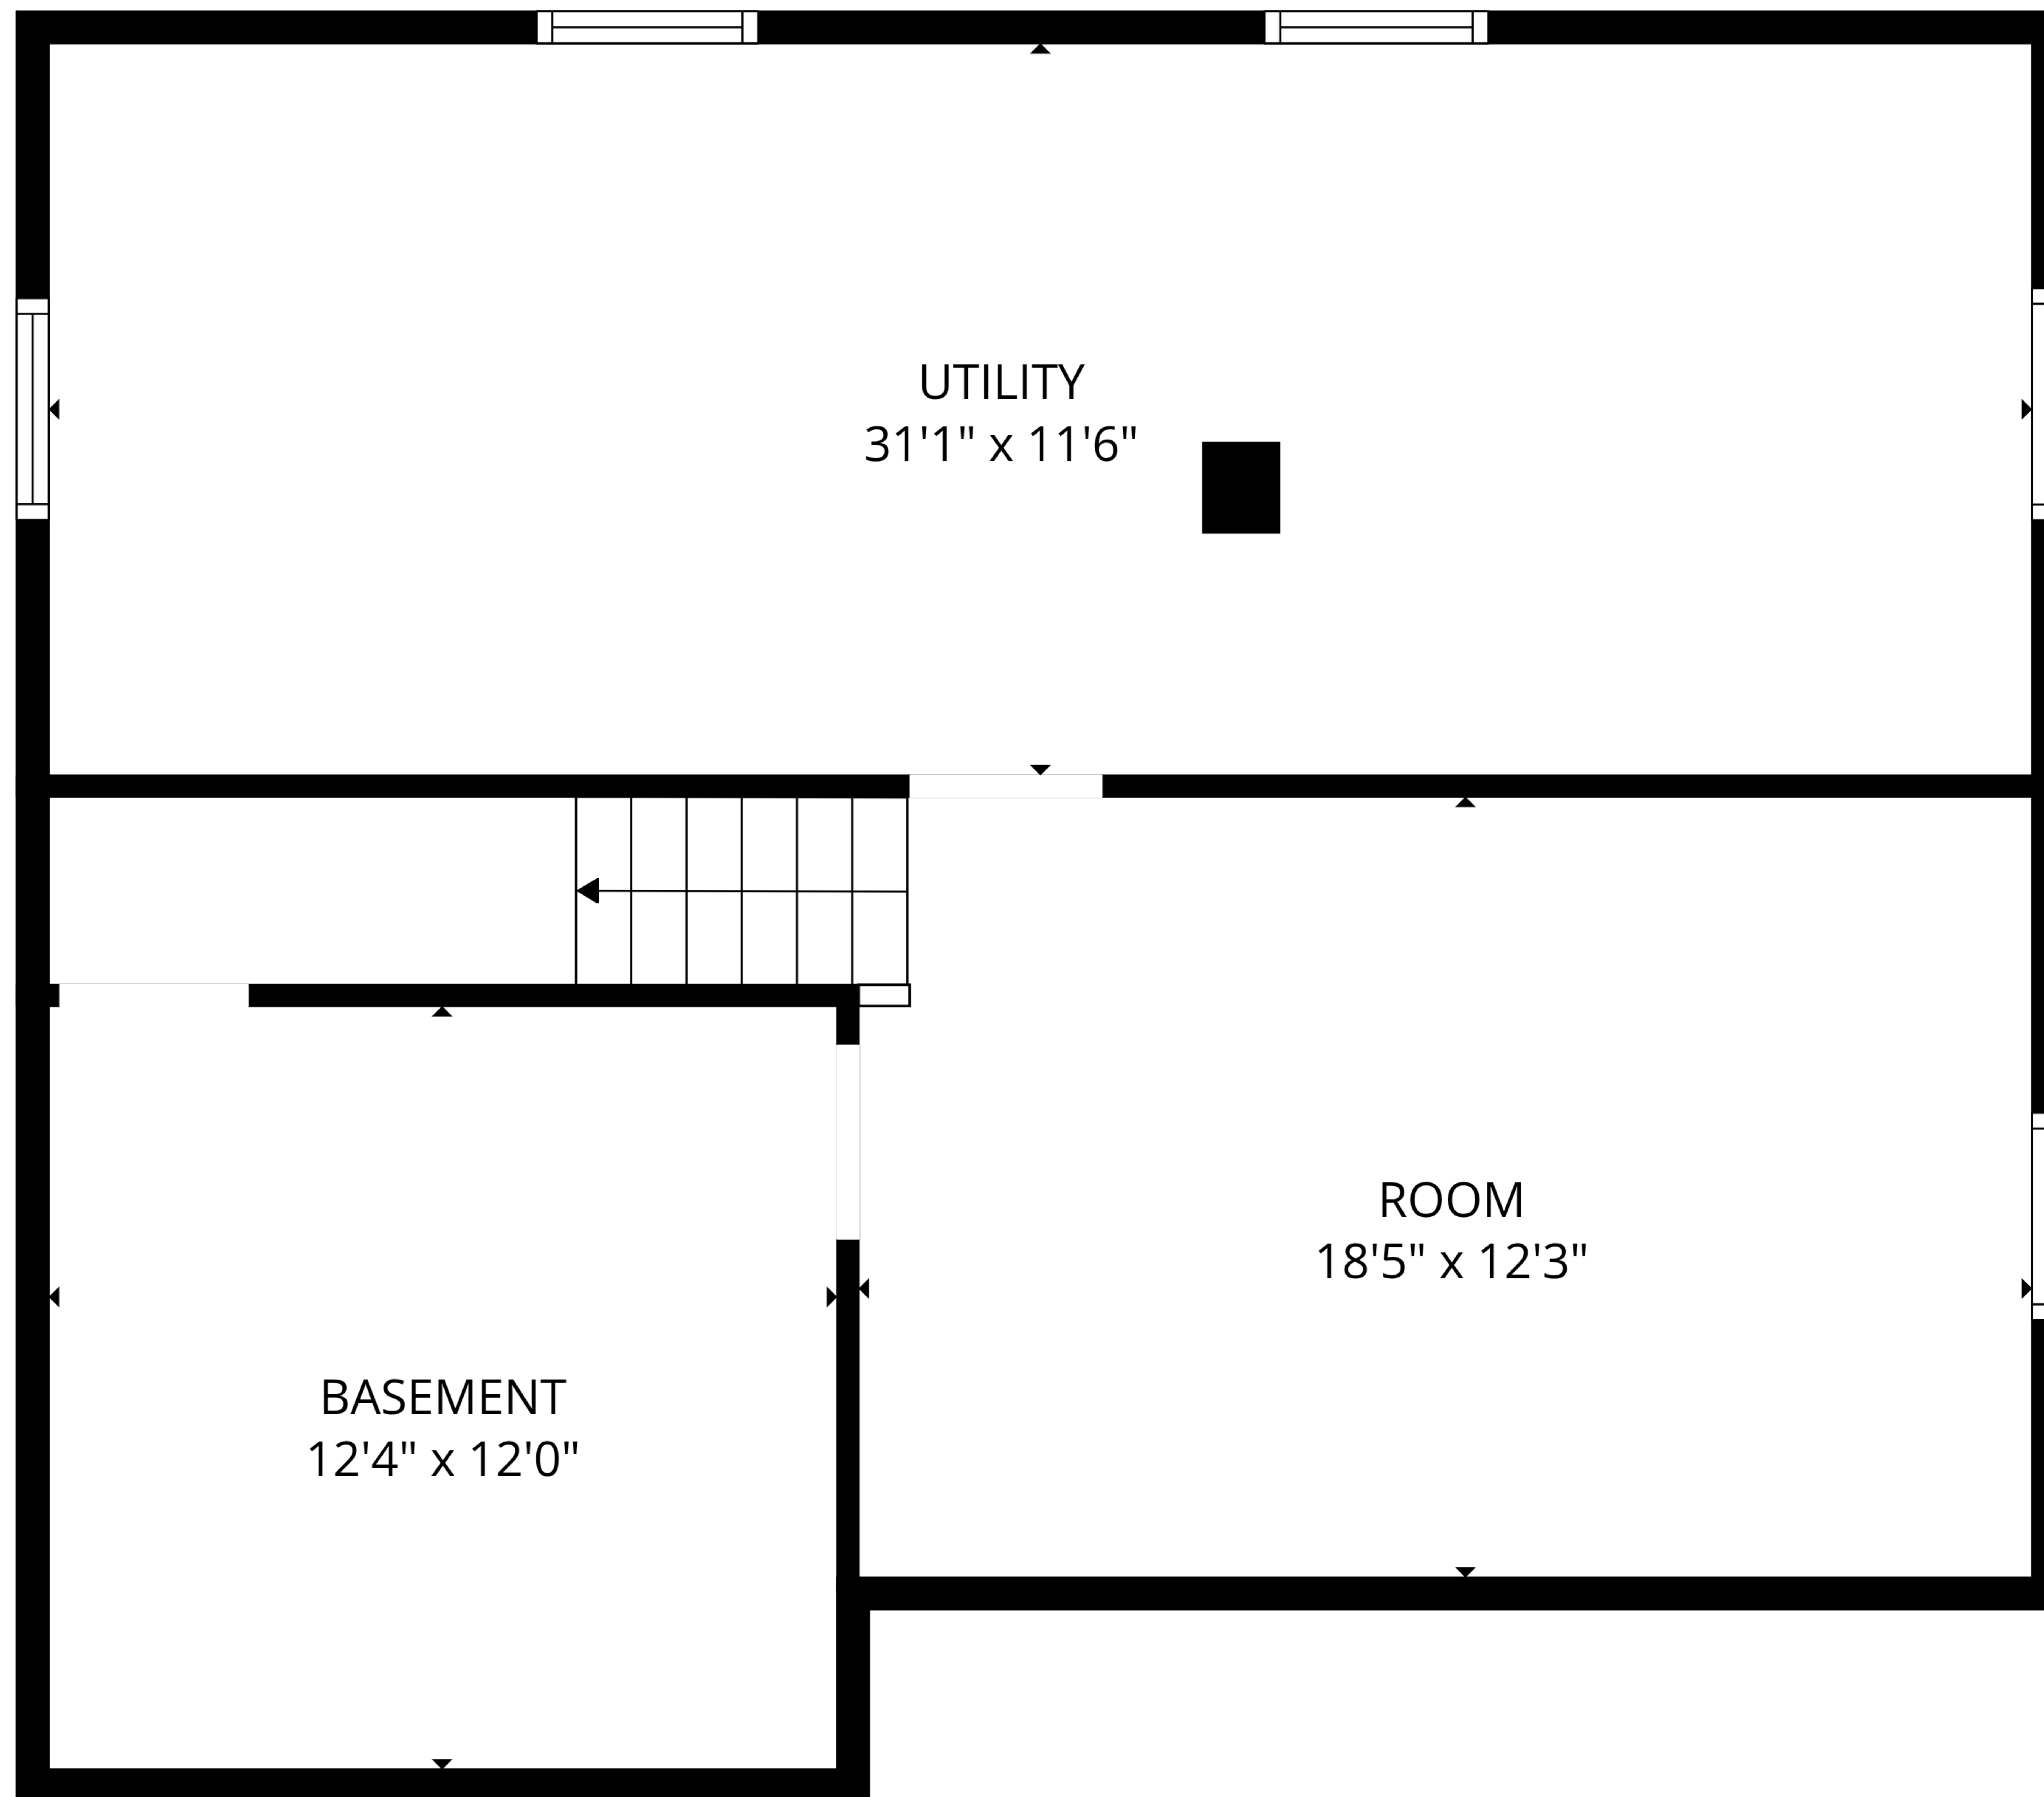 UTILITY
31'1" x 11'6"
ROOM
18'5" x 12'3"
BASEMENT
12'4" x 12'0"